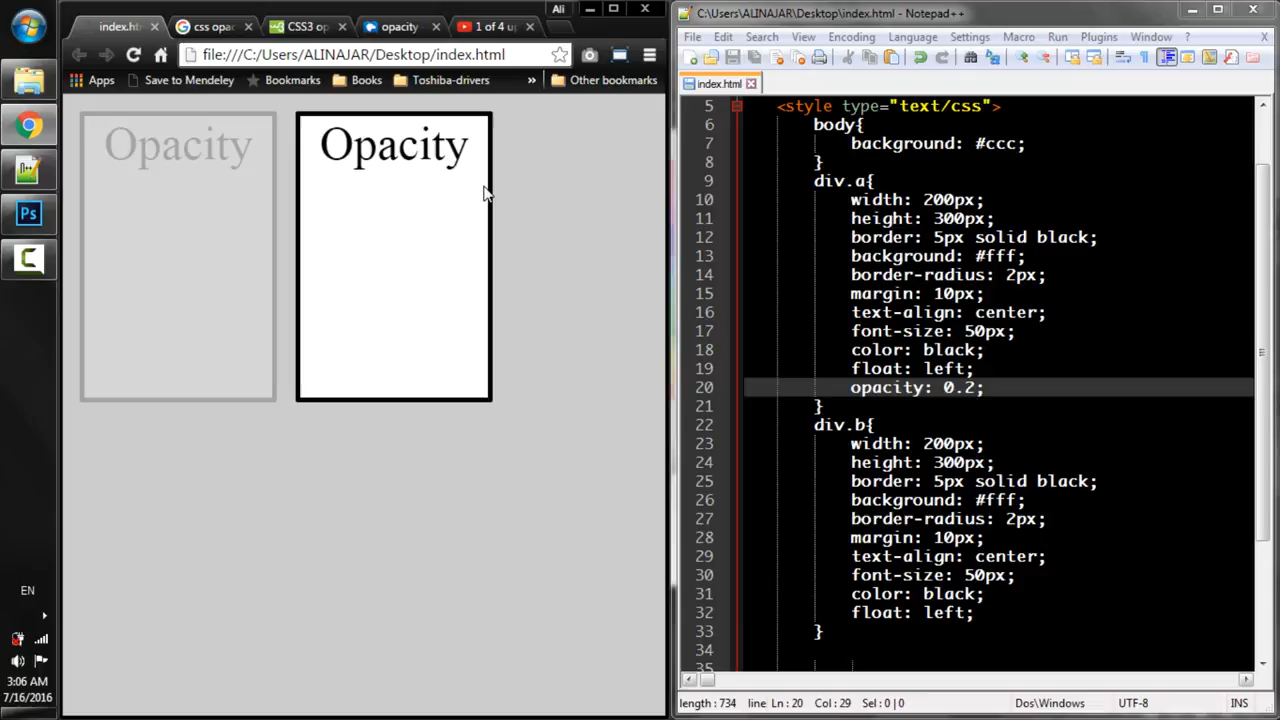 Ali
index.ht
css opa
CSS3 op
opacity
1 of 4 up
file:///C:/Users/ALINAJAR/Desktop/index.html
Apps
Save to Mendeley
Bookmarks
Books
Toshiba-drivers
»
Other bookmarks
Opacity
Opacity
Ps
EN
3:06 AM
7/16/2016
C:\Users\ALINAJAR\Desktop\index.html - Notepad++
File Edit Search View Encoding Language Settings Macro Run Plugins Window ? X
index.html
5 <style type="text/css">
6 body{
7 background: #ccc;
8 }
9 div.a{
10 width: 200px;
11 height: 300px;
12 border: 5px solid black;
13 background: #fff;
14 border-radius: 2px;
15 margin: 10px;
16 text-align: center;
17 font-size: 50px;
18 color: black;
19 float: left;
20 opacity: 0.2;
21 }
22 div.b{
23 width: 200px;
24 height: 300px;
25 border: 5px solid black;
26 background: #fff;
27 border-radius: 2px;
28 margin: 10px;
29 text-align: center;
30 font-size: 50px;
31 color: black;
32 float: left;
33 }
34
35
length : 734 line Ln : 20 Col : 29 Sel : 0 | 0 Dos\Windows UTF-8 INS